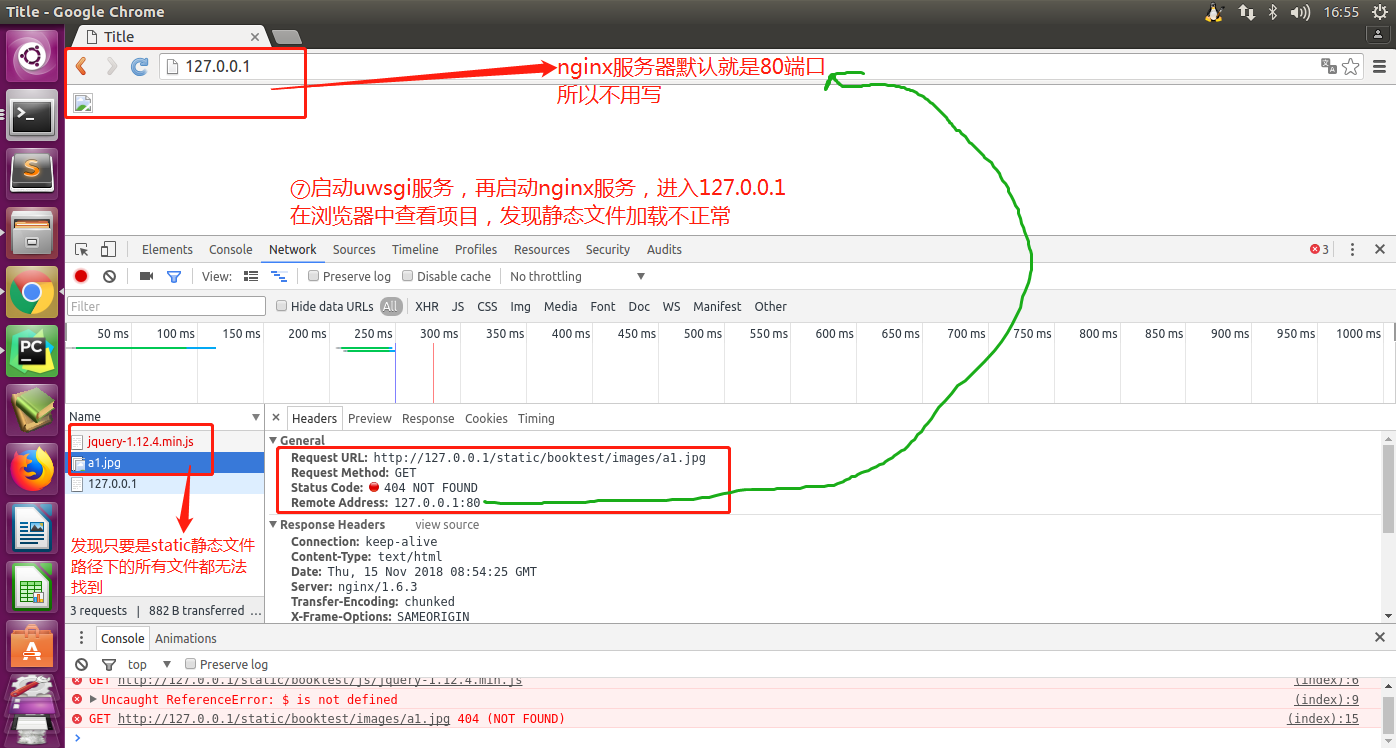 Title - Google Chrome
16:55
Title
127.0.0.1
nginx服务器默认就是80端口
所以不用写
⑦启动uwsgi服务，再启动nginx服务，进入127.0.0.1
在浏览器中查看项目，发现静态文件加载不正常
Elements Console Network Sources Timeline Profiles Resources Security Audits 3
View: Preserve log Disable cache No throttling
Filter Hide data URLs All XHR JS CSS Img Media Font Doc WS Manifest Other
50 ms 100 ms 150 ms 200 ms 250 ms 300 ms 350 ms 400 ms 450 ms 500 ms 550 ms 600 ms 650 ms 700 ms 750 ms 800 ms 850 ms 900 ms 950 ms 1000 ms
Name
jquery-1.12.4.min.js
a1.jpg
127.0.0.1
发现只要是static静态文件
路径下的所有文件都无法
找到
3 requests | 882 B transferred ...
Headers Preview Response Cookies Timing
General
Request URL: http://127.0.0.1/static/booktest/images/a1.jpg
Request Method: GET
Status Code: 404 NOT FOUND
Remote Address: 127.0.0.1:80
Response Headers view source
Connection: keep-alive
Content-Type: text/html
Date: Thu, 15 Nov 2018 08:54:25 GMT
Server: nginx/1.6.3
Transfer-Encoding: chunked
X-Frame-Options: SAMEORIGIN
Console Animations
top Preserve log
GET http://127.0.0.1/static/booktest/js/jquery-1.12.4.min.js (index):6
Uncaught ReferenceError: $ is not defined (index):9
GET http://127.0.0.1/static/booktest/images/a1.jpg 404 (NOT FOUND) (index):15